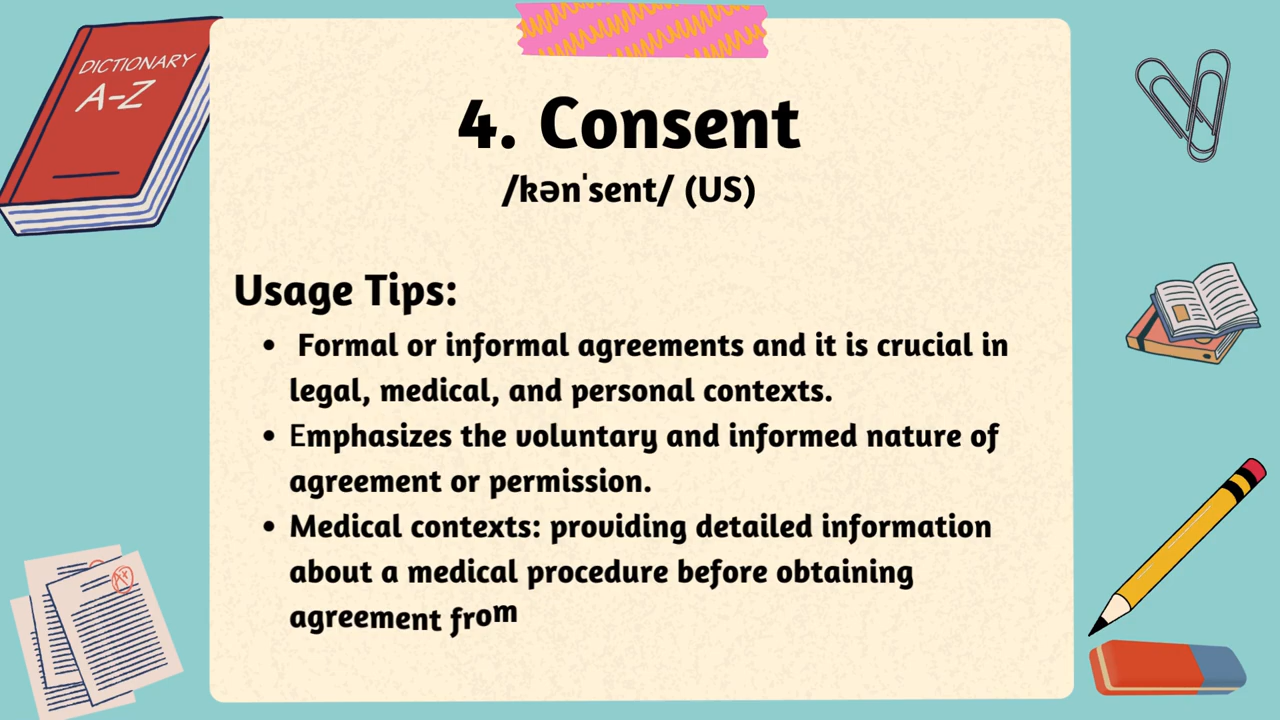 DICTIONARY
A-Z
4. Consent
/kənˈsent/ (US)
Usage Tips:
• Formal or informal agreements and it is crucial in
legal, medical, and personal contexts.
• Emphasizes the voluntary and informed nature of
agreement or permission.
• Medical contexts: providing detailed information
about a medical procedure before obtaining
agreement from
A+